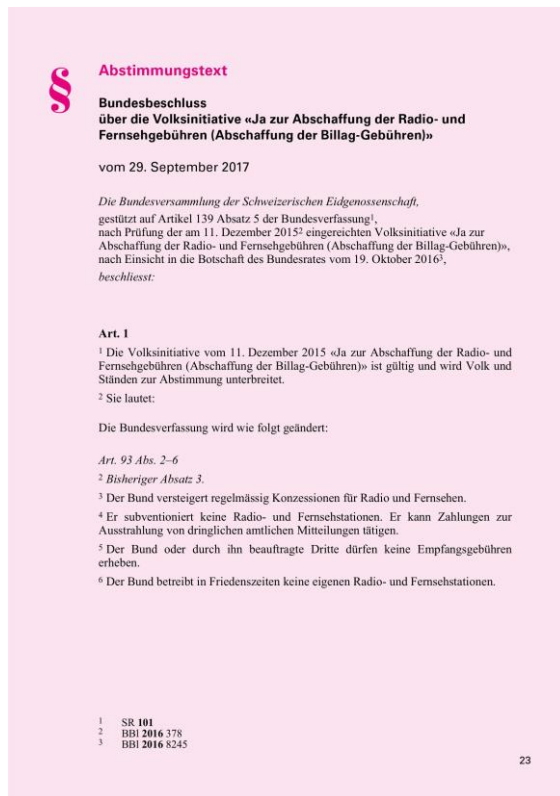 §
Abstimmungstext
Bundesbeschluss
über die Volksinitiative «Ja zur Abschaffung der Radio- und
Fernsehgebühren (Abschaffung der Billag-Gebühren)»
vom 29. September 2017
Die Bundesversammlung der Schweizerischen Eidgenossenschaft,
gestützt auf Artikel 139 Absatz 5 der Bundesverfassung¹,
nach Prüfung der am 11. Dezember 2015² eingereichten Volksinitiative «Ja zur
Abschaffung der Radio- und Fernsehgebühren (Abschaffung der Billag-Gebühren)»,
nach Einsicht in die Botschaft des Bundesrates vom 19. Oktober 2016³,
beschliesst:
Art. 1
¹ Die Volksinitiative vom 11. Dezember 2015 «Ja zur Abschaffung der Radio- und
Fernsehgebühren (Abschaffung der Billag-Gebühren)» ist gültig und wird Volk und
Ständen zur Abstimmung unterbreitet.
² Sie lautet:
Die Bundesverfassung wird wie folgt geändert:
Art. 93 Abs. 2–6
² Bisheriger Absatz 3.
³ Der Bund versteigert regelmässig Konzessionen für Radio und Fernsehen.
⁴ Er subventioniert keine Radio- und Fernsehstationen. Er kann Zahlungen zur
Ausstrahlung von dringlichen amtlichen Mitteilungen tätigen.
⁵ Der Bund oder durch ihn beauftragte Dritte dürfen keine Empfangsgebühren
erheben.
⁶ Der Bund betreibt in Friedenszeiten keine eigenen Radio- und Fernsehstationen.
¹ SR 101
² BBl 2016 378
³ BBl 2016 8245
23